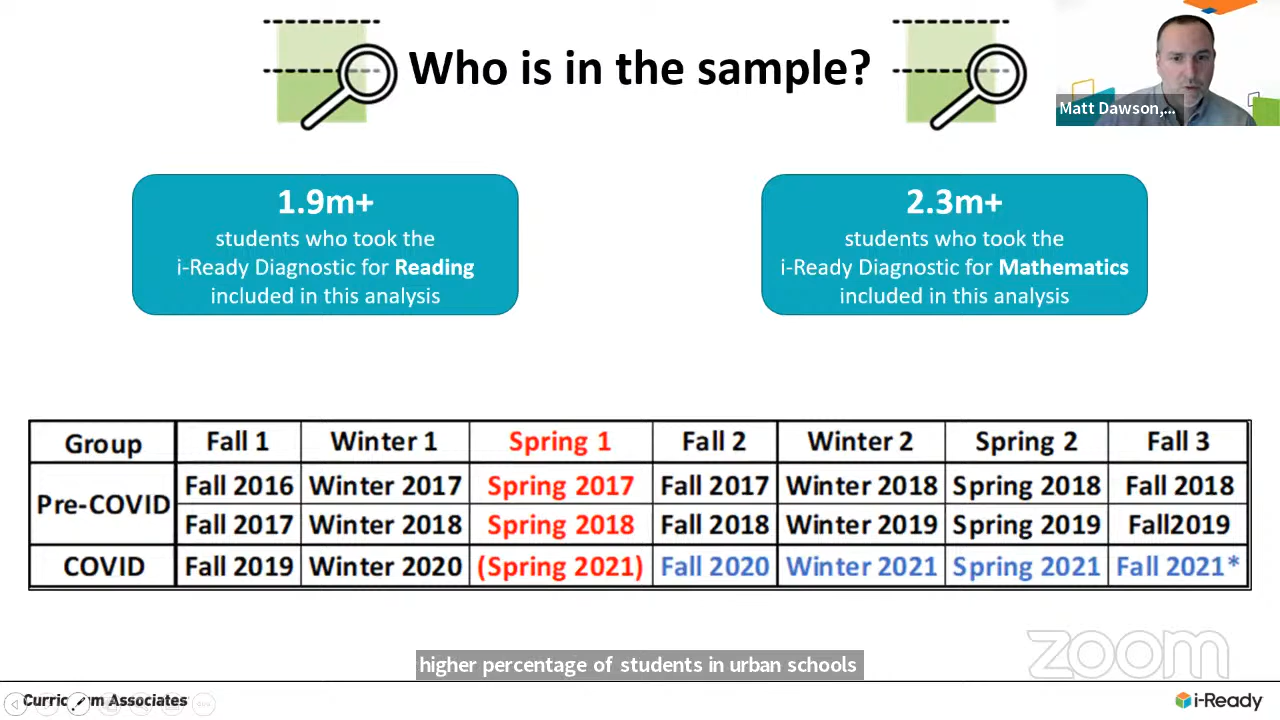 Who is in the sample?
Matt Dawson,...
1.9m+
students who took the
i-Ready Diagnostic for Reading
included in this analysis
2.3m+
students who took the
i-Ready Diagnostic for Mathematics
included in this analysis
Group Fall 1 Winter 1 Spring 1 Fall 2 Winter 2 Spring 2 Fall 3
Pre-COVID Fall 2016 Winter 2017 Spring 2017 Fall 2017 Winter 2018 Spring 2018 Fall 2018
Fall 2017 Winter 2018 Spring 2018 Fall 2018 Winter 2019 Spring 2019 Fall2019
COVID Fall 2019 Winter 2020 (Spring 2021) Fall 2020 Winter 2021 Spring 2021 Fall 2021*
higher percentage of students in urban schools
zoom
Curriculum Associates
i-Ready